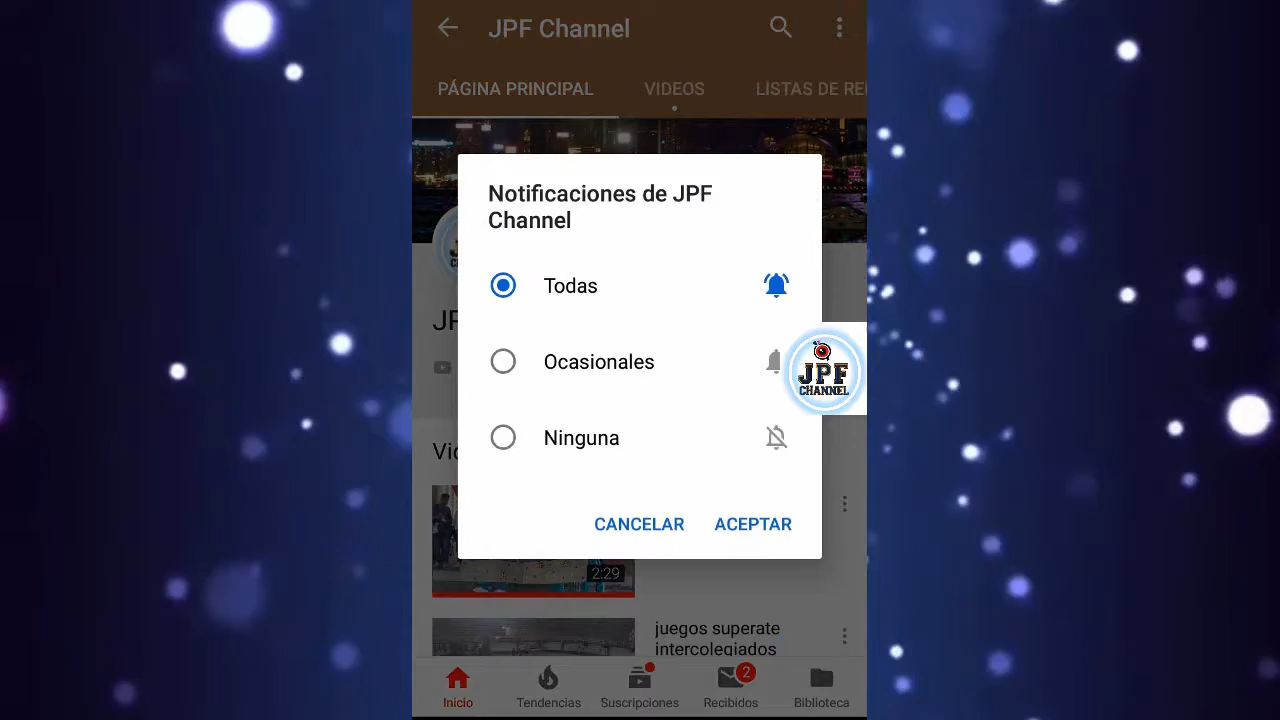 JPF Channel
PÁGINA PRINCIPAL VIDEOS LISTAS DE
Notificaciones de JPF
Channel
Todas
Ocasionales
JPF
CHANNEL
Ninguna
CANCELAR ACEPTAR
2:29
juegos superate
intercolegiados
2
Inicio Tendencias Suscripciones Recibidos Biblioteca